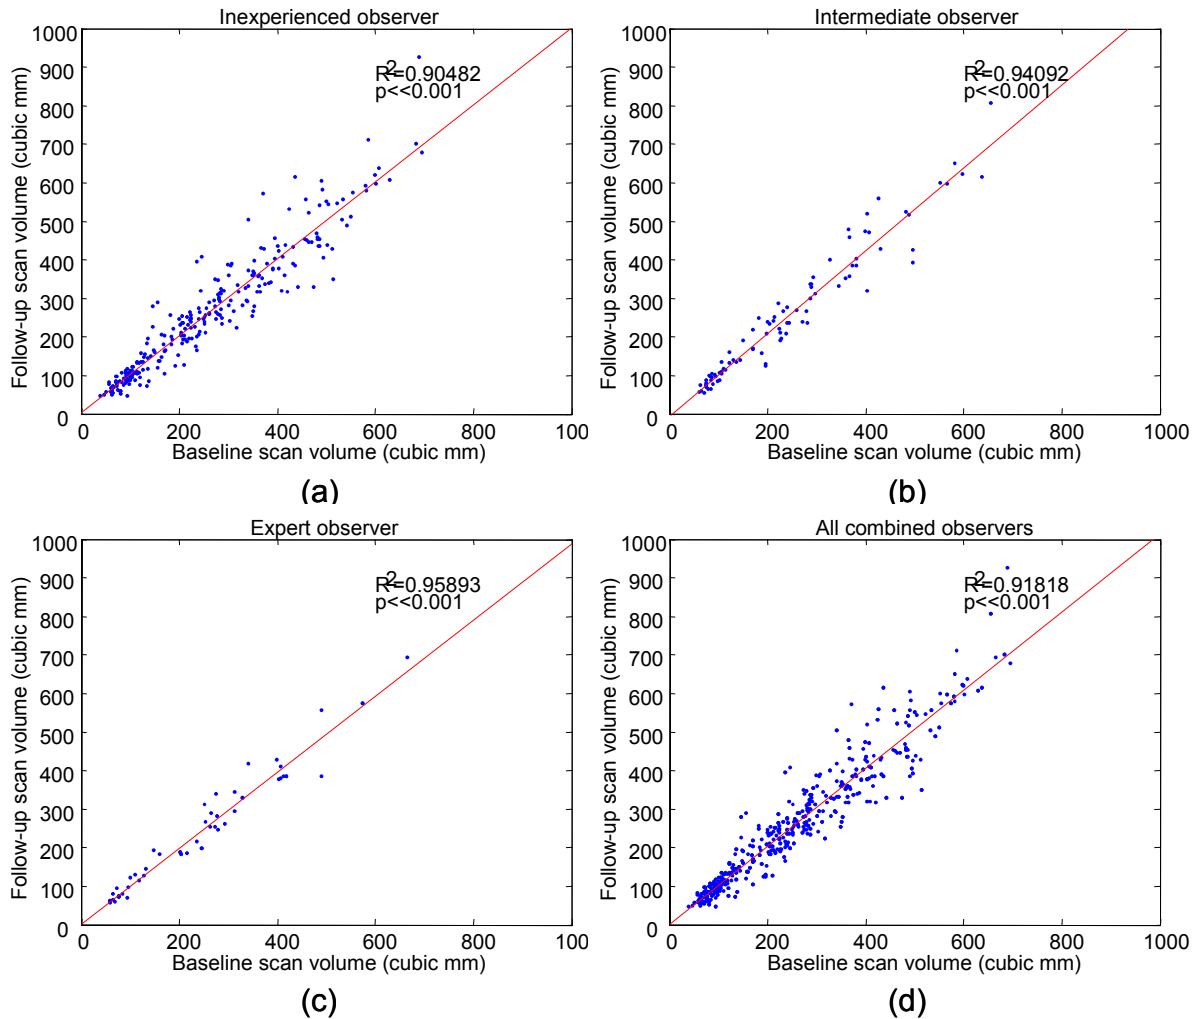 Inexperienced observer
1000
900
800
700
600
500
400
300
200
100
0
Follow-up scan volume (cubic mm)
R²=0.90482
p<<0.001
0 200 400 600 800 100
Baseline scan volume (cubic mm)
(a)
Intermediate observer
1000
900
800
700
600
500
400
300
200
100
0
Follow-up scan volume (cubic mm)
R²=0.94092
p<<0.001
0 200 400 600 800 1000
Baseline scan volume (cubic mm)
(b)
Expert observer
1000
900
800
700
600
500
400
300
200
100
0
Follow-up scan volume (cubic mm)
R²=0.95893
p<<0.001
0 200 400 600 800 100
Baseline scan volume (cubic mm)
(c)
All combined observers
1000
900
800
700
600
500
400
300
200
100
0
Follow-up scan volume (cubic mm)
R²=0.91818
p<<0.001
0 200 400 600 800 1000
Baseline scan volume (cubic mm)
(d)